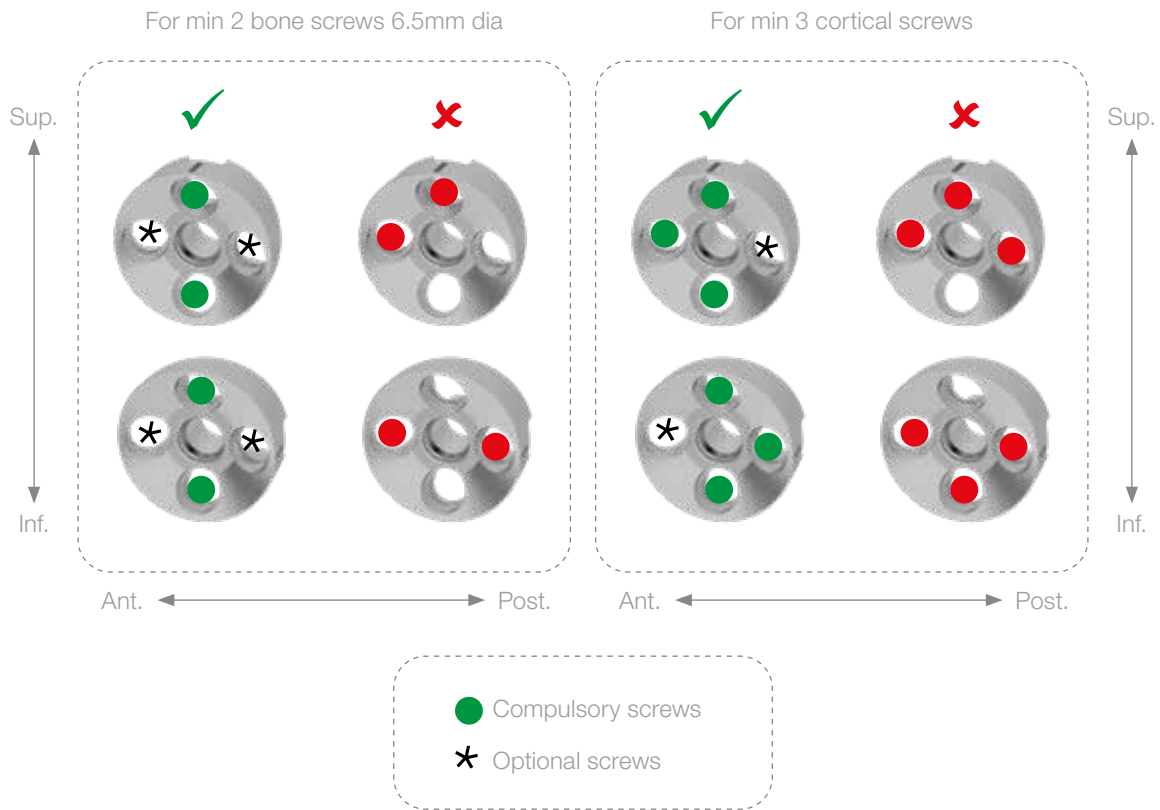 For min 2 bone screws 6.5mm dia
For min 3 cortical screws
Sup.
Sup.
Inf.
Inf.
Ant.
Post.
Ant.
Post.
Compulsory screws
* Optional screws